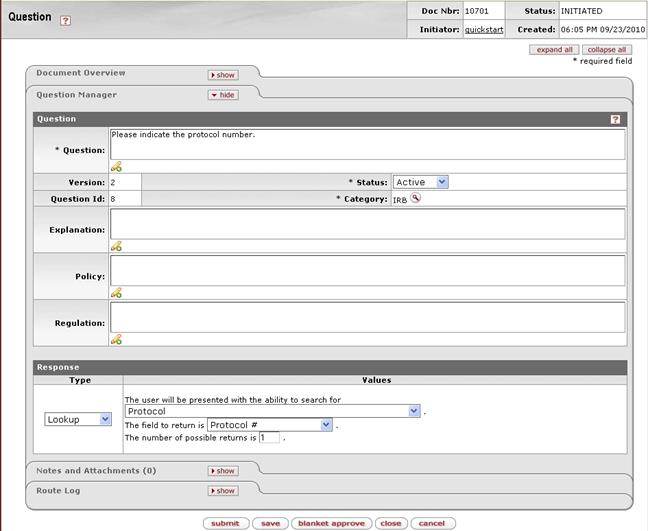 Question ?
Doc Nbr: 10701 Status: INITIATED
Initiator: quickstart Created: 06:05 PM 09/23/2010
expand all collapse all
* required field
Document Overview show
Question Manager hide
Question ?
* Question: Please indicate the protocol number.
Version: 2 * Status: Active
Question Id: 8 * Category: IRB
Explanation:
Policy:
Regulation:
Response
Type Values
The user will be presented with the ability to search for
Protocol .
Lookup The field to return is Protocol # .
The number of possible returns is 1 .
Notes and Attachments (0) show
Route Log show
submit save blanket approve close cancel